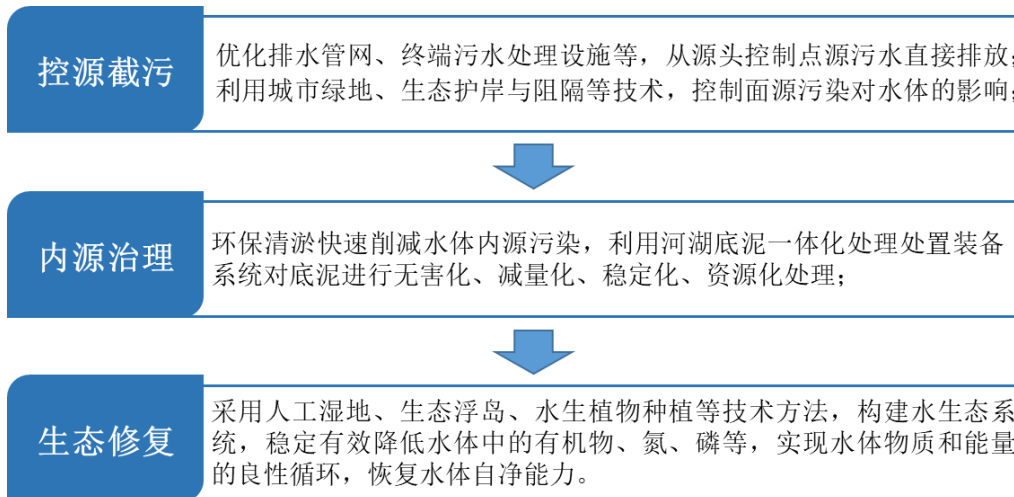 控源截污
优化排水管网、终端污水处理设施等，从源头控制点源污水直接排放；
利用城市绿地、生态护岸与阻隔等技术，控制面源污染对水体的影响；
内源治理
环保清淤快速削减水体内源污染，利用河湖底泥一体化处理处置装备
系统对底泥进行无害化、减量化、稳定化、资源化处理；
生态修复
采用人工湿地、生态浮岛、水生植物种植等技术方法，构建水生态系
统，稳定有效降低水体中的有机物、氮、磷等，实现水体物质和能量
的良性循环，恢复水体自净能力。